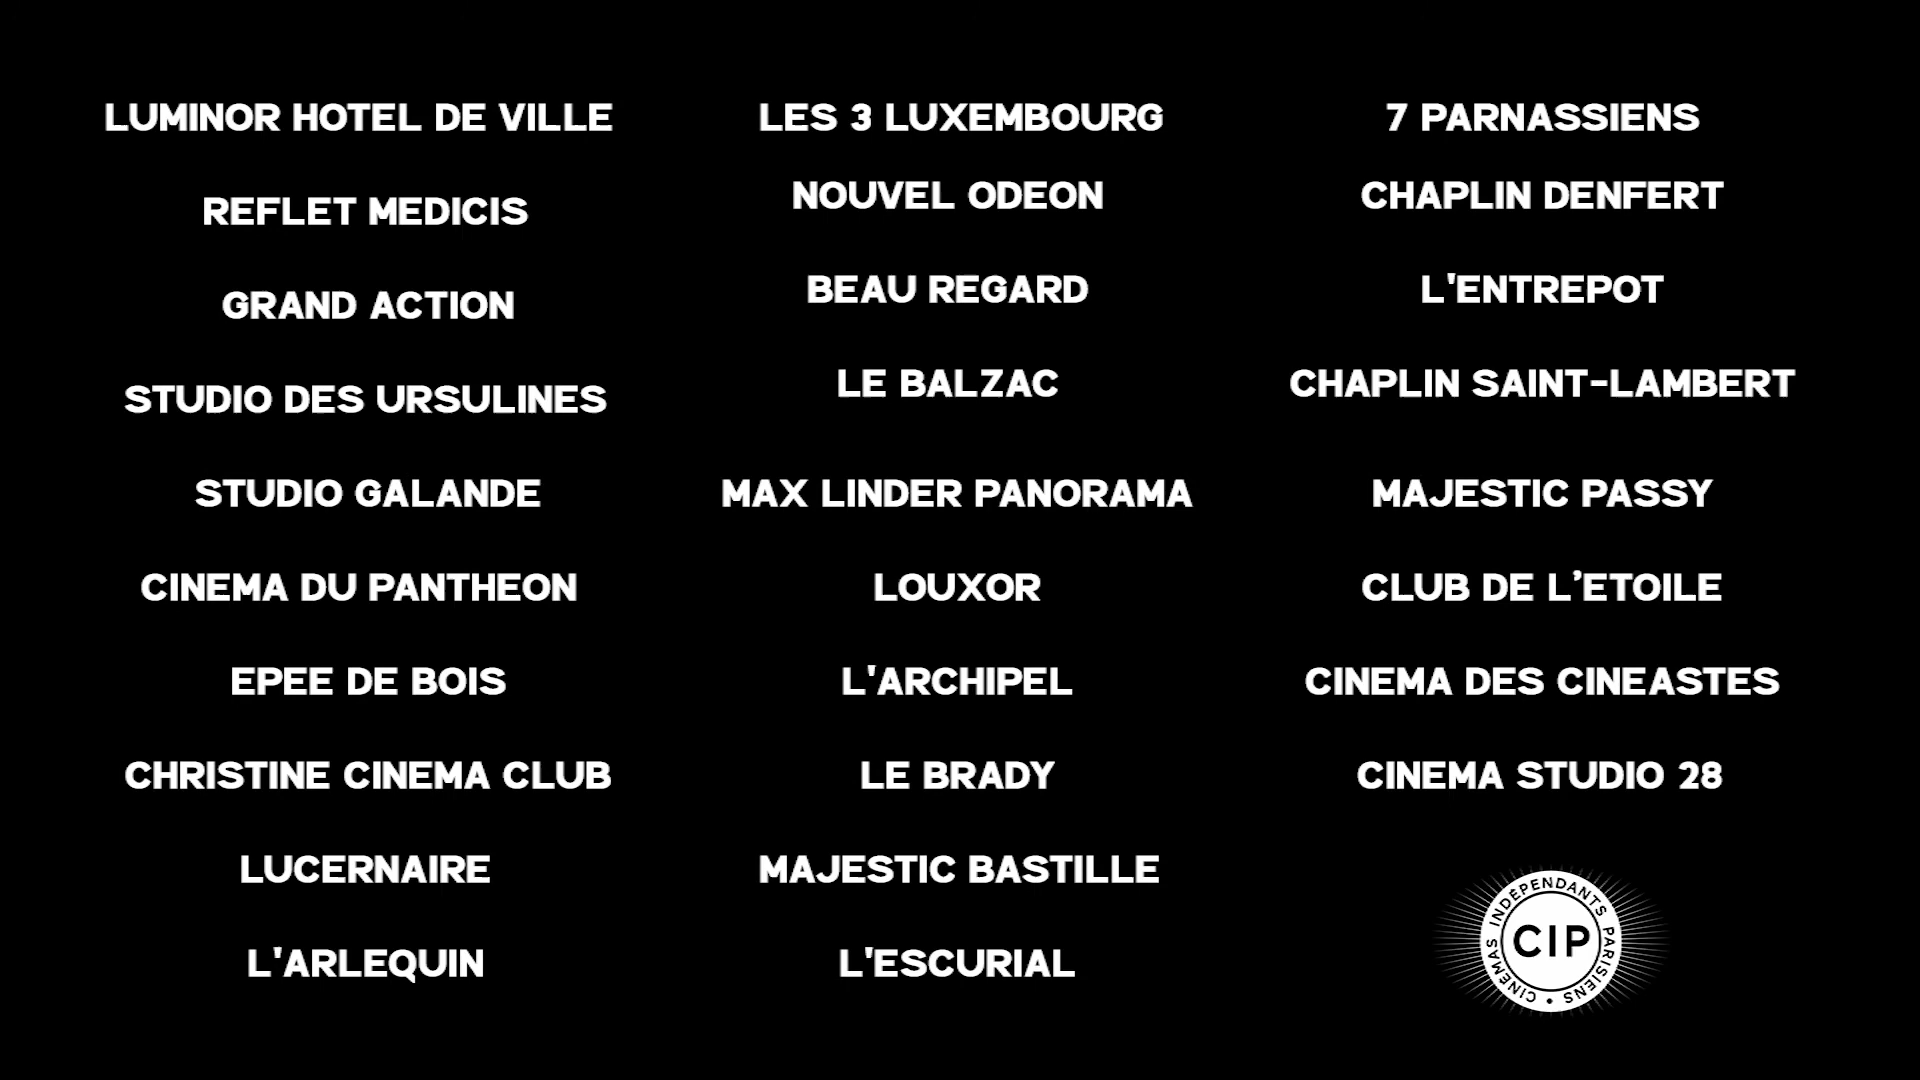 LUMINOR HOTEL DE VILLE
REFLET MEDICIS
GRAND ACTION
STUDIO DES URSULINES
STUDIO GALANDE
CINEMA DU PANTHEON
EPEE DE BOIS
CHRISTINE CINEMA CLUB
LUCERNAIRE
L'ARLEQUIN
LES 3 LUXEMBOURG
NOUVEL ODEON
BEAU REGARD
LE BALZAC
MAX LINDER PANORAMA
LOUXOR
L'ARCHIPEL
LE BRADY
MAJESTIC BASTILLE
L'ESCURIAL
7 PARNASSIENS
CHAPLIN DENFERT
L'ENTREPOT
CHAPLIN SAINT-LAMBERT
MAJESTIC PASSY
CLUB DE L’ETOILE
CINEMA DES CINEASTES
CINEMA STUDIO 28
CINÉMAS INDÉPENDANTS PARISIENS •
CIP